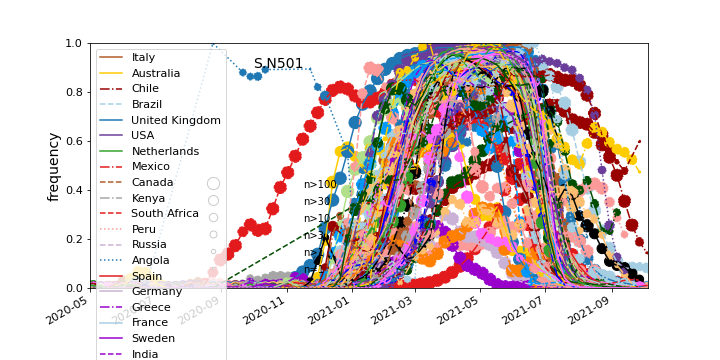 S.N501
frequency
1.0
0.8
0.6
0.4
0.2
0.0
Italy
Australia
Chile
Brazil
United Kingdom
USA
Netherlands
Mexico
Canada
Kenya
South Africa
Peru
Russia
Angola
Spain
Germany
Greece
France
Sweden
India
n>100
n>30
n>10
n>3
2020-05
2020-09
2020-11
2021-01
2021-03
2021-05
2021-07
2021-09